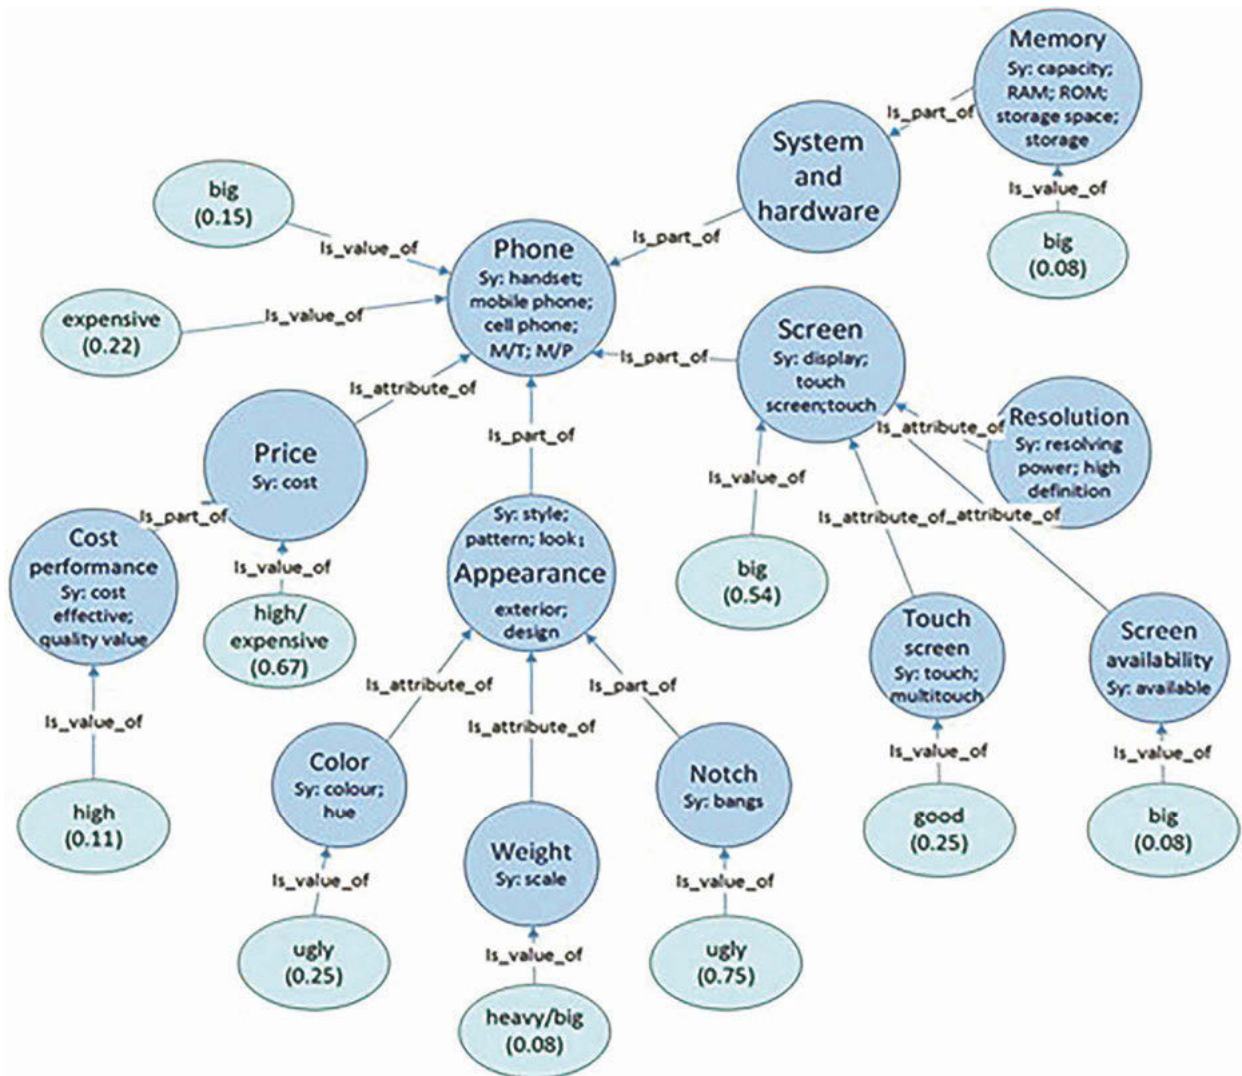 Memory
Sy: capacity;
RAM; ROM;
storage space;
storage
Is_part_of
System
and
hardware
Is_value_of
big
(0.08)
big
(0.15)
Is_value_of
Is_part_of
Phone
Sy: handset;
mobile phone;
cell phone;
M/T; M/P
expensive
(0.22)
Is_value_of
Is_part_of
Screen
Sy: display;
touch
screen;touch
Is_attribute_of
Price
Sy: cost
Is_part_of
Is_attribute_of
Resolution
Sy: resolving
power; high
definition
Is_value_of
Is_part_of
Cost
performance
Sy: cost
effective;
quality value
Is_value_of
high/
expensive
(0.67)
Sy: style;
pattern; look;
Appearance
exterior;
design
big
(0.54)
Is_attribute_of
_attribute_of
Touch
screen
Sy: touch;
multitouch
Screen
availability
Sy: available
Is_value_of
Is_attribute_of
Is_attribute_of
Is_part_of
Is_value_of
Is_value_of
high
(0.11)
Color
Sy: colour;
hue
Weight
Sy: scale
Notch
Sy: bangs
good
(0.25)
big
(0.08)
Is_value_of
Is_value_of
Is_value_of
ugly
(0.25)
heavy/big
(0.08)
ugly
(0.75)